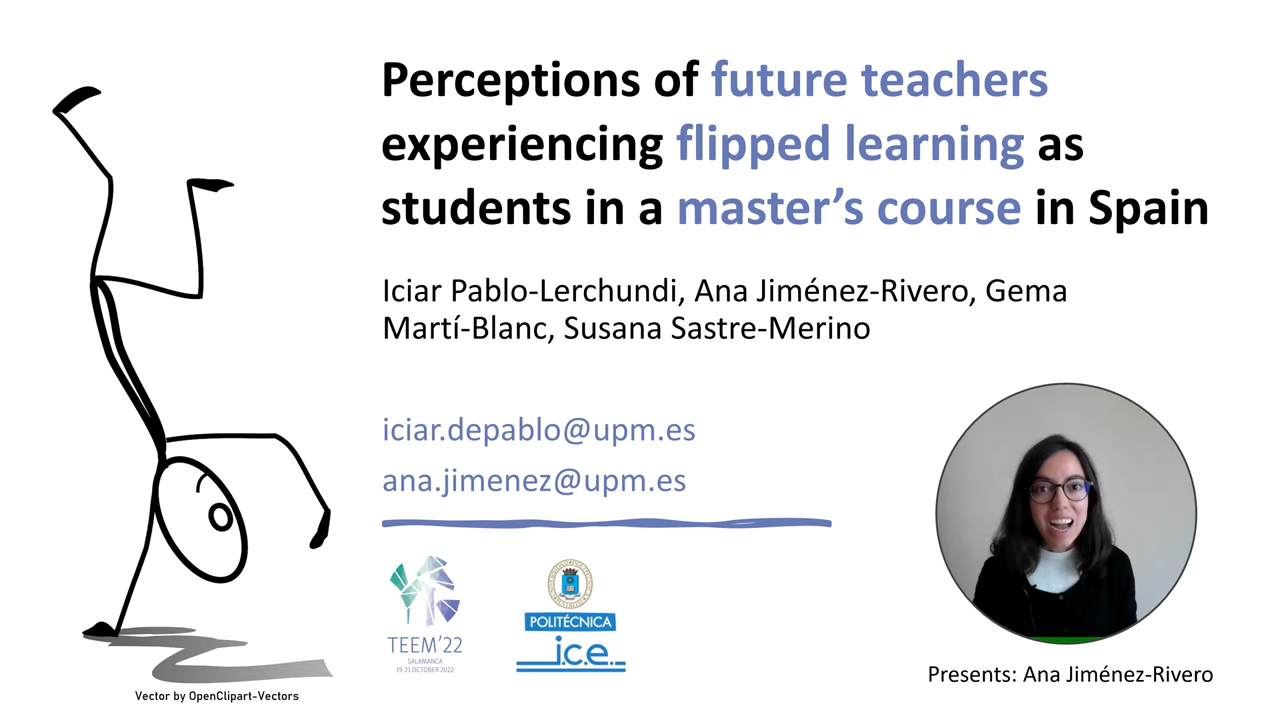 Perceptions of future teachers
experiencing flipped learning as
students in a master's course in Spain
Iciar Pablo-Lerchundi, Ana Jiménez-Rivero, Gema
Martí-Blanc, Susana Sastre-Merino
iciar.depablo@upm.es
ana.jimenez@upm.es
TEEM'22
SALAMANCA
19-21 OCTOBER 2022
POLITÉCNICA
i.c.e.
Presents: Ana Jiménez-Rivero
Vector by OpenClipart-Vectors